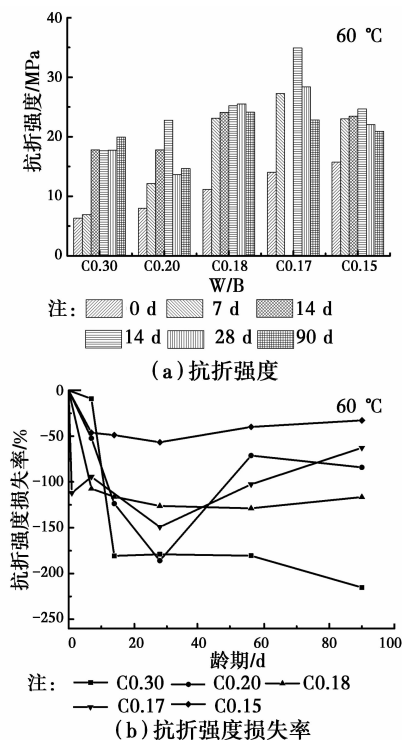 60 ℃
抗折强度/MPa
40
30
20
10
0
C0.30 C0.20 C0.18 C0.17 C0.15
W/B
注: 0 d 7 d 14 d
14 d 28 d 90 d
(a)抗折强度
60 ℃
抗折强度损失率/%
0
-50
-100
-150
-200
-250
0 20 40 60 80 100
龄期/d
注: C0.30 C0.20 C0.18
C0.17 C0.15
(b)抗折强度损失率